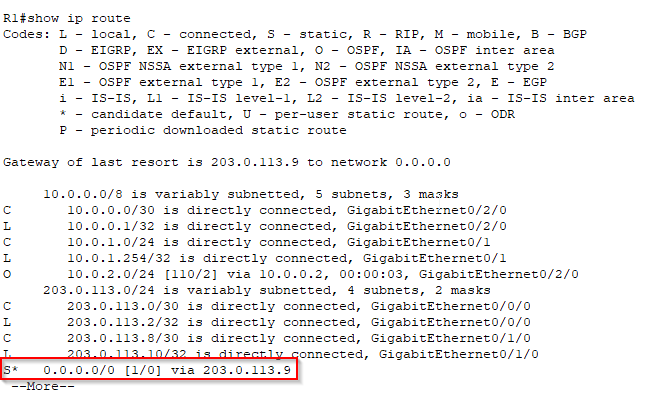 R1#show ip route
Codes: L - local, C - connected, S - static, R - RIP, M - mobile, B - BGP
D - EIGRP, EX - EIGRP external, O - OSPF, IA - OSPF inter area
N1 - OSPF NSSA external type 1, N2 - OSPF NSSA external type 2
E1 - OSPF external type 1, E2 - OSPF external type 2, E - EGP
i - IS-IS, L1 - IS-IS level-1, L2 - IS-IS level-2, ia - IS-IS inter area
* - candidate default, U - per-user static route, o - ODR
P - periodic downloaded static route
Gateway of last resort is 203.0.113.9 to network 0.0.0.0
10.0.0.0/8 is variably subnetted, 5 subnets, 3 masks
C 10.0.0.0/30 is directly connected, GigabitEthernet0/2/0
L 10.0.0.1/32 is directly connected, GigabitEthernet0/2/0
C 10.0.1.0/24 is directly connected, GigabitEthernet0/1
L 10.0.1.254/32 is directly connected, GigabitEthernet0/1
O 10.0.2.0/24 [110/2] via 10.0.0.2, 00:00:03, GigabitEthernet0/2/0
203.0.113.0/24 is variably subnetted, 4 subnets, 2 masks
C 203.0.113.0/30 is directly connected, GigabitEthernet0/0/0
L 203.0.113.2/32 is directly connected, GigabitEthernet0/0/0
C 203.0.113.8/30 is directly connected, GigabitEthernet0/1/0
L 203.0.113.10/32 is directly connected, GigabitEthernet0/1/0
S* 0.0.0.0/0 [1/0] via 203.0.113.9
--More--